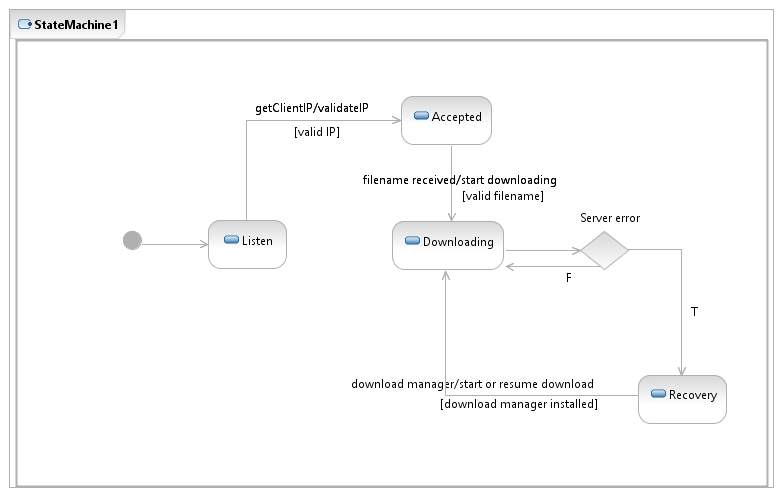 StateMachine1
getClientIP/validateIP
[valid IP]
Accepted
filename received/start downloading
[valid filename]
Server error
Listen
Downloading
F
T
download manager/start or resume download
[download manager installed]
Recovery